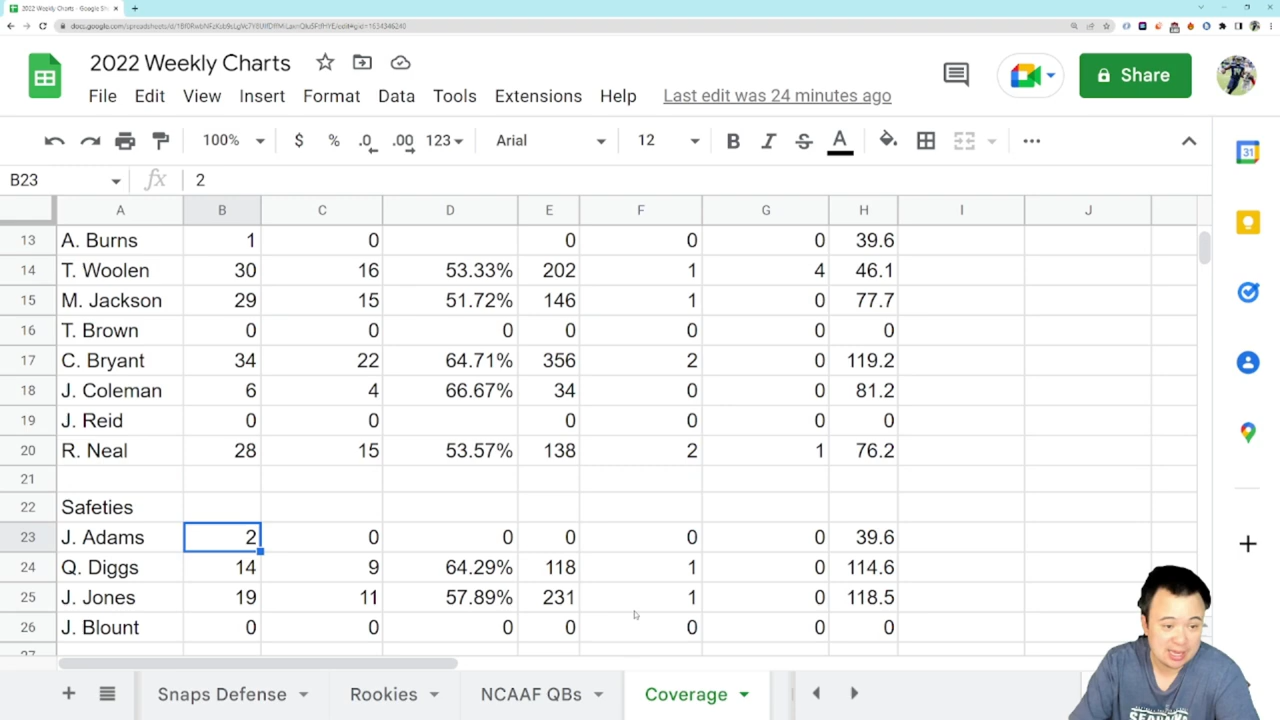 2022 Weekly Charts - Google Sh
docs.google.com/spreadsheets/d/
2022 Weekly Charts
File Edit View Insert Format Data Tools Extensions Help Last edit was 24 minutes ago
Share
100% $ % .0 .00 123 Arial 12 B I S A
B23 fx 2
A B C D E F G H I J
13 A. Burns 1 0 0 0 0 39.6
14 T. Woolen 30 16 53.33% 202 1 4 46.1
15 M. Jackson 29 15 51.72% 146 1 0 77.7
16 T. Brown 0 0 0 0 0 0 0
17 C. Bryant 34 22 64.71% 356 2 0 119.2
18 J. Coleman 6 4 66.67% 34 0 0 81.2
19 J. Reid 0 0 0 0 0 0
20 R. Neal 28 15 53.57% 138 2 1 76.2
21
22 Safeties
23 J. Adams 2 0 0 0 0 0 39.6
24 Q. Diggs 14 9 64.29% 118 1 0 114.6
25 J. Jones 19 11 57.89% 231 1 0 118.5
26 J. Blount 0 0 0 0 0 0 0
27
Snaps Defense Rookies NCAAF QBs Coverage
31